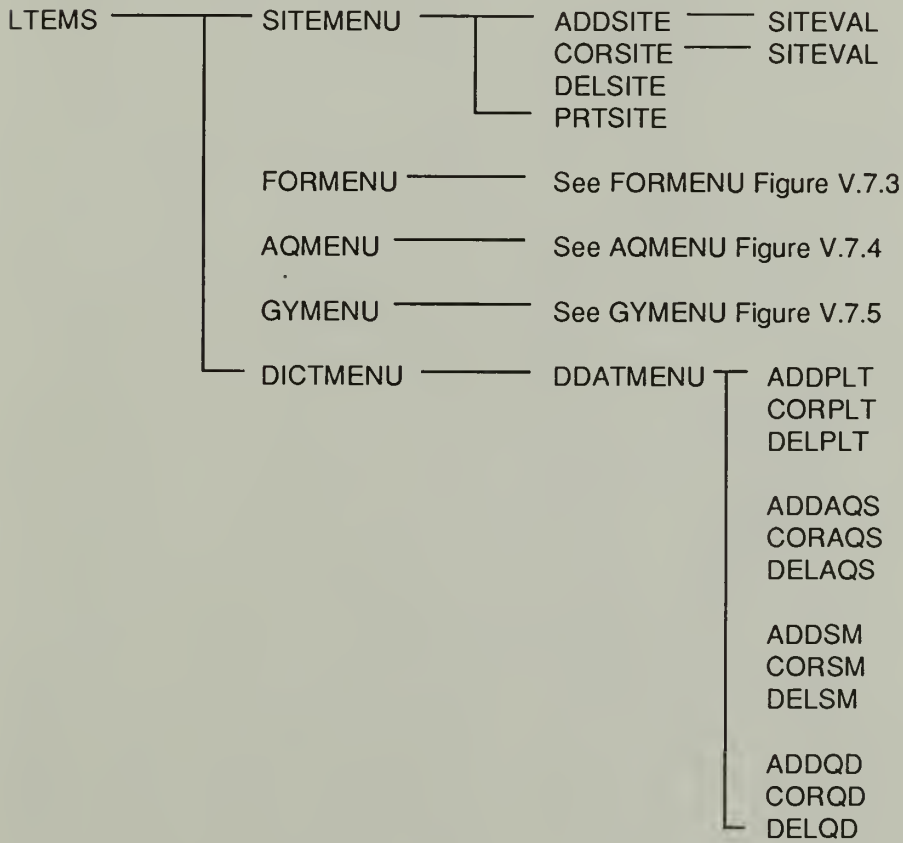 LTEMS SITEMENU ADDSITE SITEVAL
CORSITE SITEVAL
DELSITE
PRTSITE
FORMENU See FORMENU Figure V.7.3
AQMENU See AQMENU Figure V.7.4
GYMENU See GYMENU Figure V.7.5
DICTMENU DDATMENU ADDPLT
CORPLT
DELPLT
ADDAQS
CORAQS
DELAQS
ADDSM
CORSM
DELSM
ADDQD
CORQD
DELQD